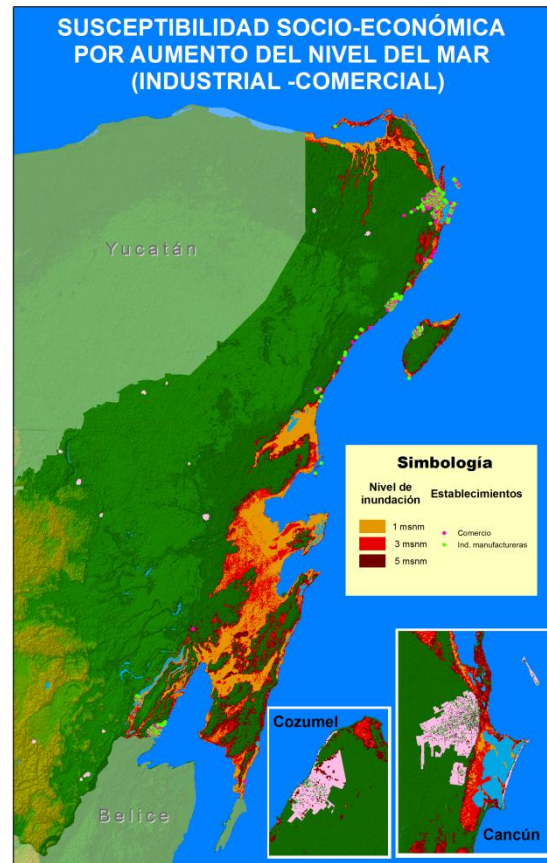 SUSCEPTIBILIDAD SOCIO-ECONÓMICA
POR AUMENTO DEL NIVEL DEL MAR
(INDUSTRIAL -COMERCIAL)
Yucatán
Simbología
Nivel de inundación
Establecimientos
1 msnm
3 msnm
5 msnm
Comercio
Ind. manufactureras
Cozumel
Cancún
Belice